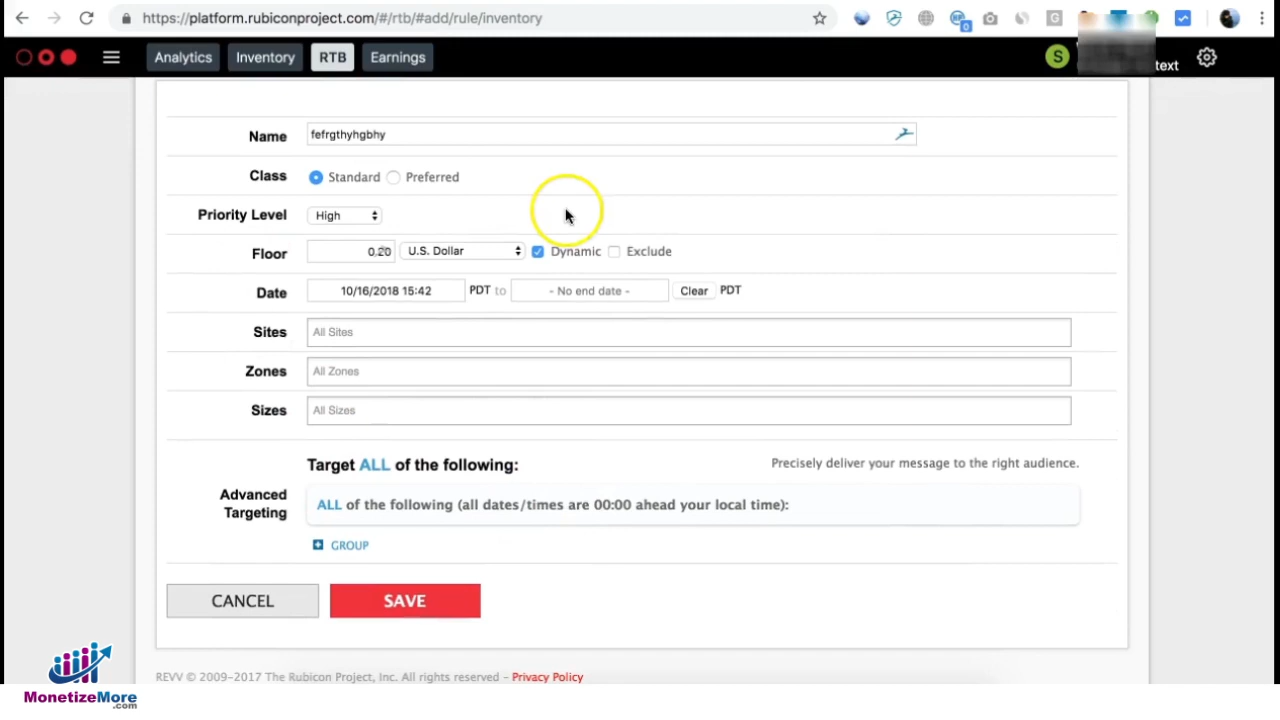 https://platform.rubiconproject.com/#/rtb/#add/rule/inventory
G
0
Analytics Inventory RTB Earnings
S
text
Name fefrgthyhgbhy
Class Standard Preferred
Priority Level High
Floor 0.20 U.S. Dollar Dynamic Exclude
Date 10/16/2018 15:42 PDT to - No end date - Clear PDT
Sites All Sites
Zones All Zones
Sizes All Sizes
Target ALL of the following: Precisely deliver your message to the right audience.
Advanced
Targeting
ALL of the following (all dates/times are 00:00 ahead your local time):
GROUP
CANCEL SAVE
REVV © 2009-2017 The Rubicon Project, Inc. All rights reserved - Privacy Policy
MonetizeMore
.com